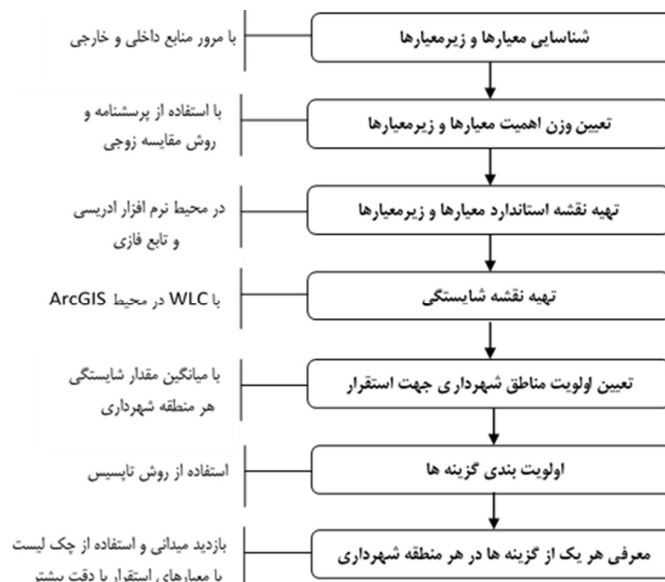 شناسایی معیارها و زیرمعیارها
با مرور منابع داخلی و خارجی
تعیین وزن اهمیت معیارها و زیرمعیارها
با استفاده از پرسشنامه و
روش مقایسه زوجی
تهیه نقشه استاندارد معیارها و زیرمعیارها
در محیط نرم افزار ادریسی
و تابع فازی
تهیه نقشه شایستگی
با WLC در محیط ArcGIS
تعیین اولویت مناطق شهرداری جهت استقرار
با میانگین مقدار شایستگی
هر منطقه شهرداری
اولویت بندی گزینه ها
استفاده از روش تاپسیس
معرفی هر یک از گزینه ها در هر منطقه شهرداری
بازدید میدانی و استفاده از چک لیست
با معیارهای استقرار با دقت بیشتر